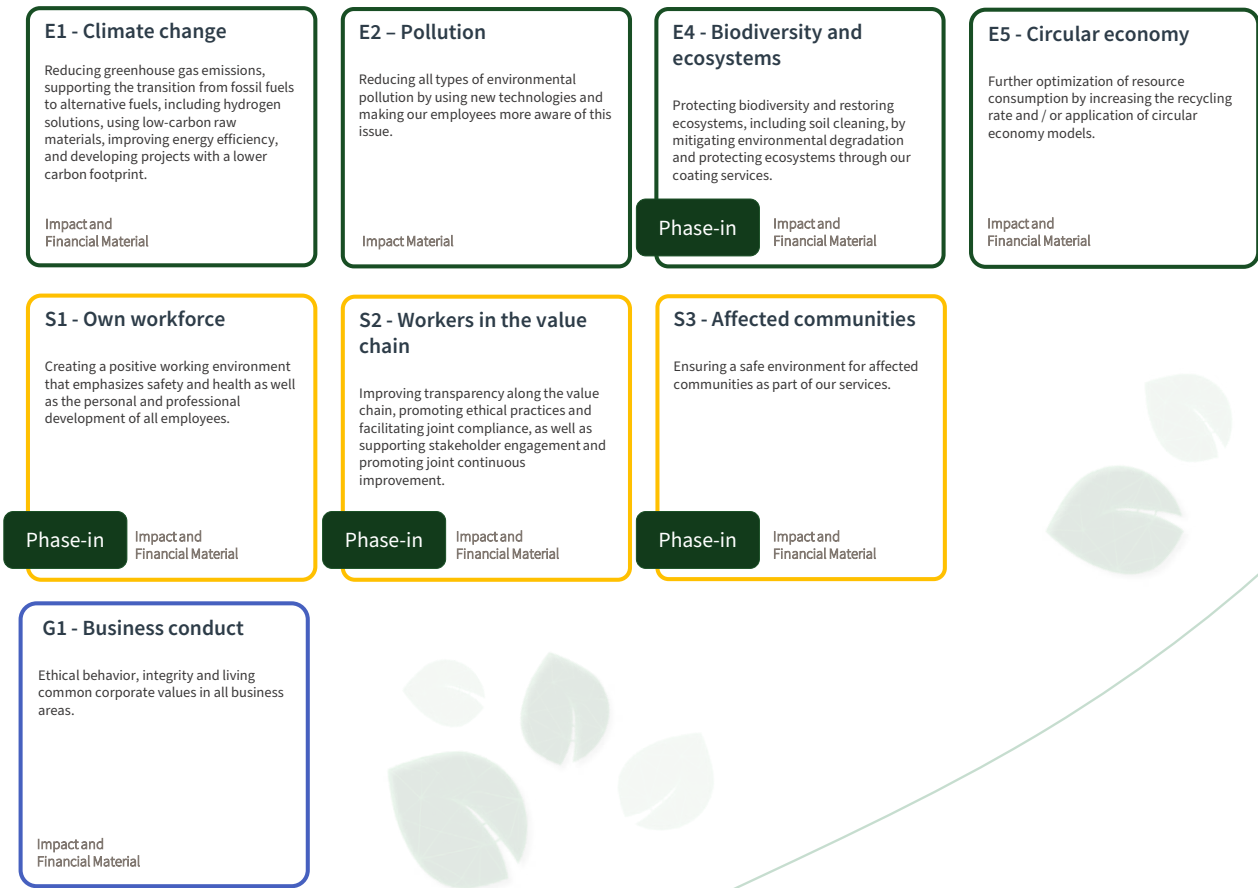 E1 - Climate change
Reducing greenhouse gas emissions,
supporting the transition from fossil fuels
to alternative fuels, including hydrogen
solutions, using low-carbon raw
materials, improving energy efficiency,
and developing projects with a lower
carbon footprint.
Impact and
Financial Material
E2 – Pollution
Reducing all types of environmental
pollution by using new technologies and
making our employees more aware of this
issue.
Impact Material
E4 - Biodiversity and
ecosystems
Protecting biodiversity and restoring
ecosystems, including soil cleaning, by
mitigating environmental degradation
and protecting ecosystems through our
coating services.
Phase-in
Impact and
Financial Material
E5 - Circular economy
Further optimization of resource
consumption by increasing the recycling
rate and / or application of circular
economy models.
Impact and
Financial Material
S1 - Own workforce
Creating a positive working environment
that emphasizes safety and health as well
as the personal and professional
development of all employees.
Phase-in
Impact and
Financial Material
S2 - Workers in the value
chain
Improving transparency along the value
chain, promoting ethical practices and
facilitating joint compliance, as well as
supporting stakeholder engagement and
promoting joint continuous
improvement.
Phase-in
Impact and
Financial Material
S3 - Affected communities
Ensuring a safe environment for affected
communities as part of our services.
Phase-in
Impact and
Financial Material
G1 - Business conduct
Ethical behavior, integrity and living
common corporate values in all business
areas.
Impact and
Financial Material